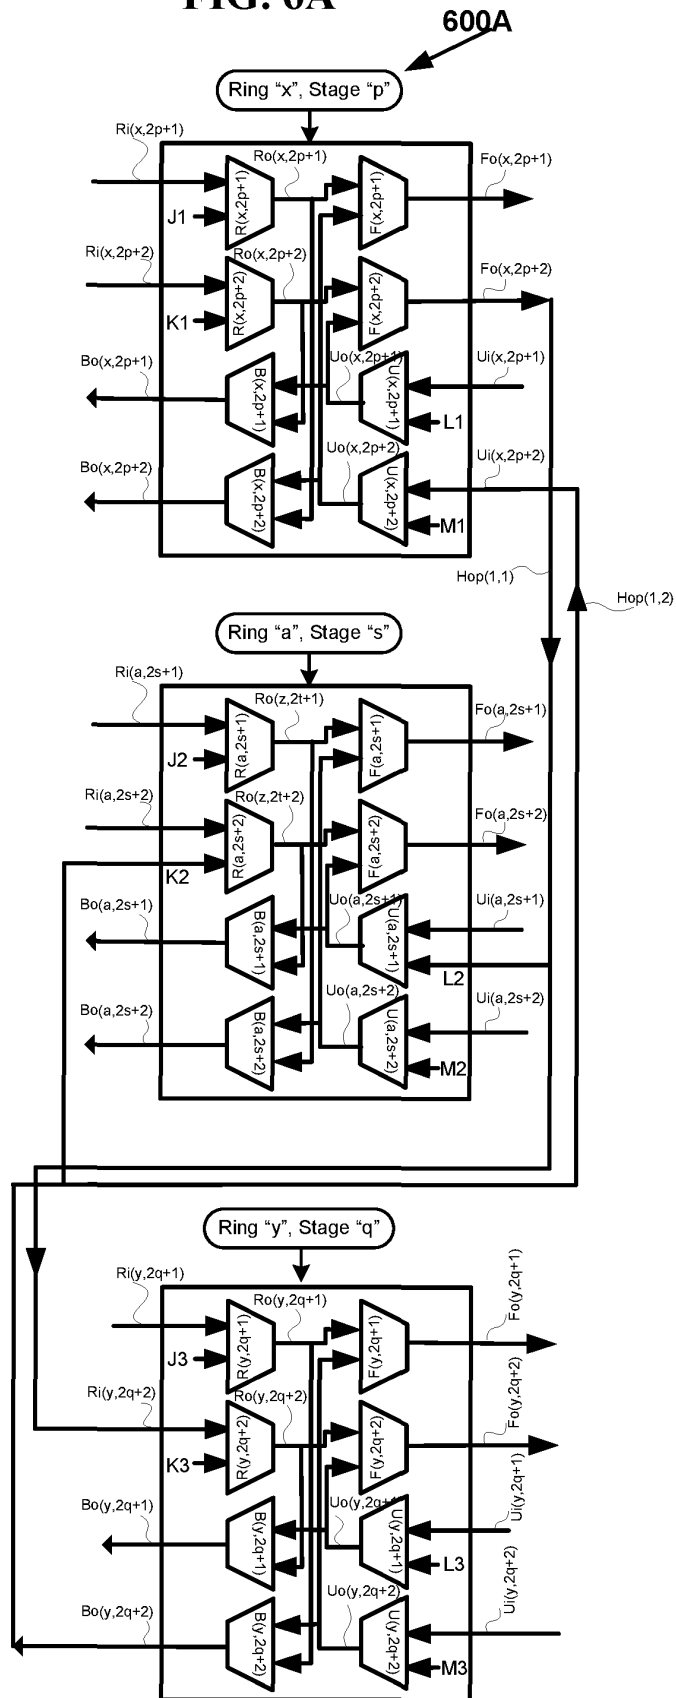 FIG. 6A
600A
Ring “x”, Stage “p”
Ri(x,2p+1)
Ro(x,2p+1)
Fo(x,2p+1)
R(x,2p+1)
F(x,2p+1)
J1
Ri(x,2p+2)
Ro(x,2p+2)
Fo(x,2p+2)
R(x,2p+2)
F(x,2p+2)
K1
Bo(x,2p+1)
Uo(x,2p+1)
Ui(x,2p+1)
B(x,2p+1)
U(x,2p+1)
L1
Bo(x,2p+2)
Uo(x,2p+2)
Ui(x,2p+2)
B(x,2p+2)
U(x,2p+2)
M1
Hop(1,1)
Hop(1,2)
Ring “a”, Stage “s”
Ri(a,2s+1)
Ro(z,2t+1)
Fo(a,2s+1)
R(a,2s+1)
F(a,2s+1)
J2
Ri(a,2s+2)
Ro(z,2t+2)
Fo(a,2s+2)
R(a,2s+2)
F(a,2s+2)
K2
Bo(a,2s+1)
Uo(a,2s+1)
Ui(a,2s+1)
B(a,2s+1)
U(a,2s+1)
L2
Bo(a,2s+2)
Uo(a,2s+2)
Ui(a,2s+2)
B(a,2s+2)
U(a,2s+2)
M2
Ring “y”, Stage “q”
Ri(y,2q+1)
Ro(y,2q+1)
Fo(y,2q+1)
R(y,2q+1)
F(y,2q+1)
J3
Ri(y,2q+2)
Ro(y,2q+2)
Fo(y,2q+2)
R(y,2q+2)
F(y,2q+2)
K3
Bo(y,2q+1)
Uo(y,2q+1)
Ui(y,2q+1)
B(y,2q+1)
U(y,2q+1)
L3
Bo(y,2q+2)
Uo(y,2q+2)
Ui(y,2q+2)
B(y,2q+2)
U(y,2q+2)
M3